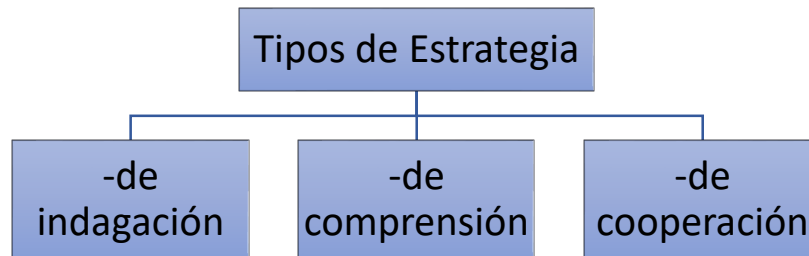 Tipos de Estrategia
-de
indagación
-de
comprensión
-de
cooperación